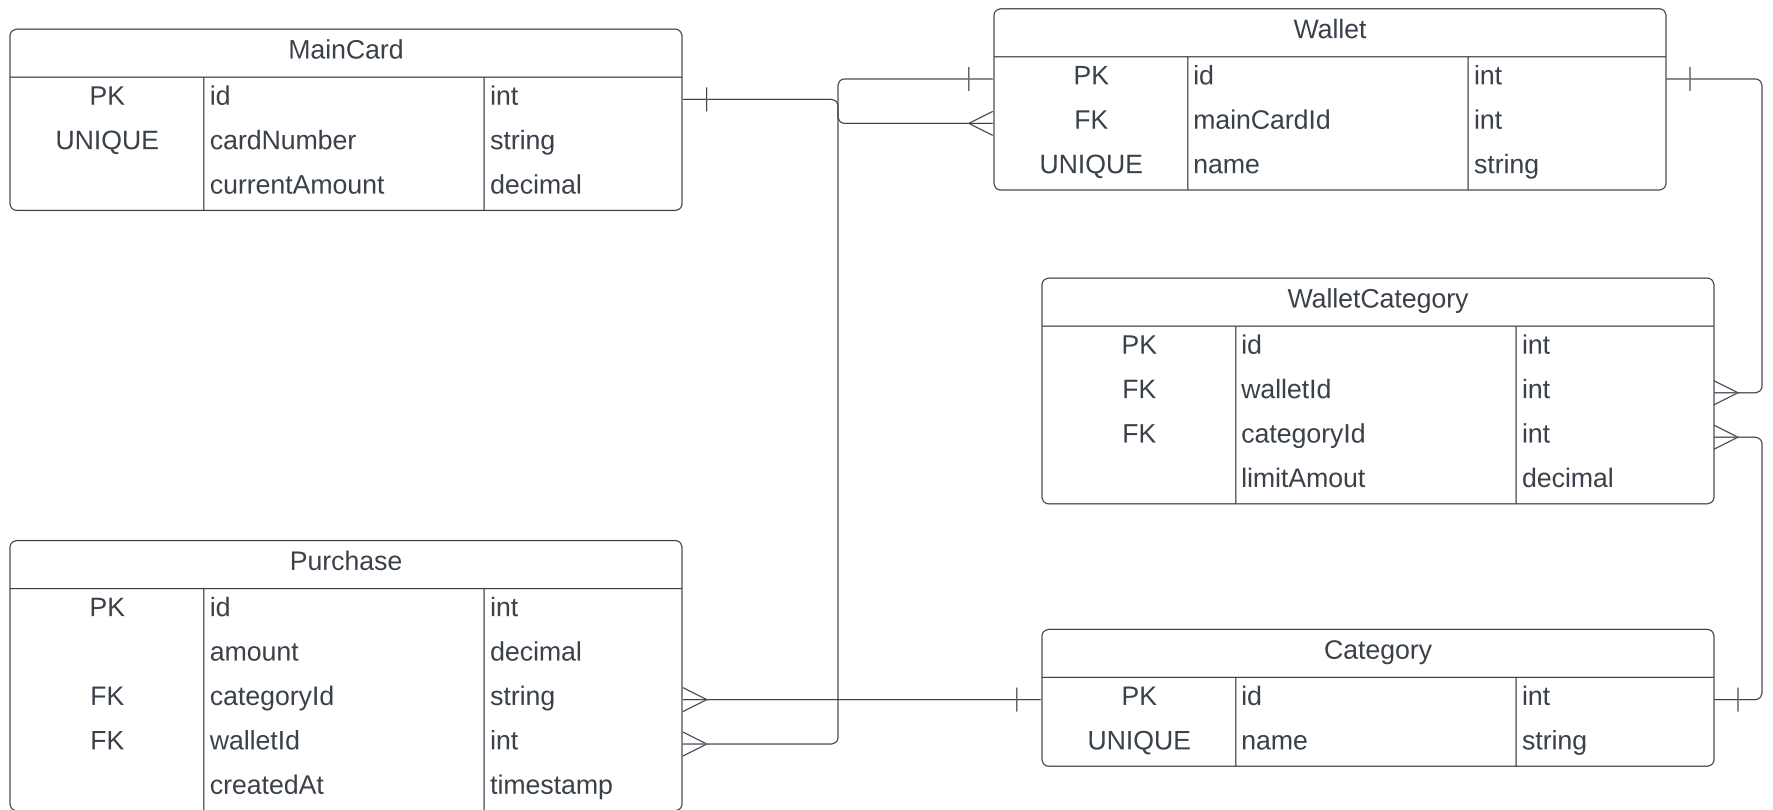 MainCard
PK id int
UNIQUE cardNumber string
currentAmount decimal
Wallet
PK id int
FK mainCardId int
UNIQUE name string
WalletCategory
PK id int
FK walletId int
FK categoryId int
limitAmout decimal
Purchase
PK id int
amount decimal
FK categoryId string
FK walletId int
createdAt timestamp
Category
PK id int
UNIQUE name string